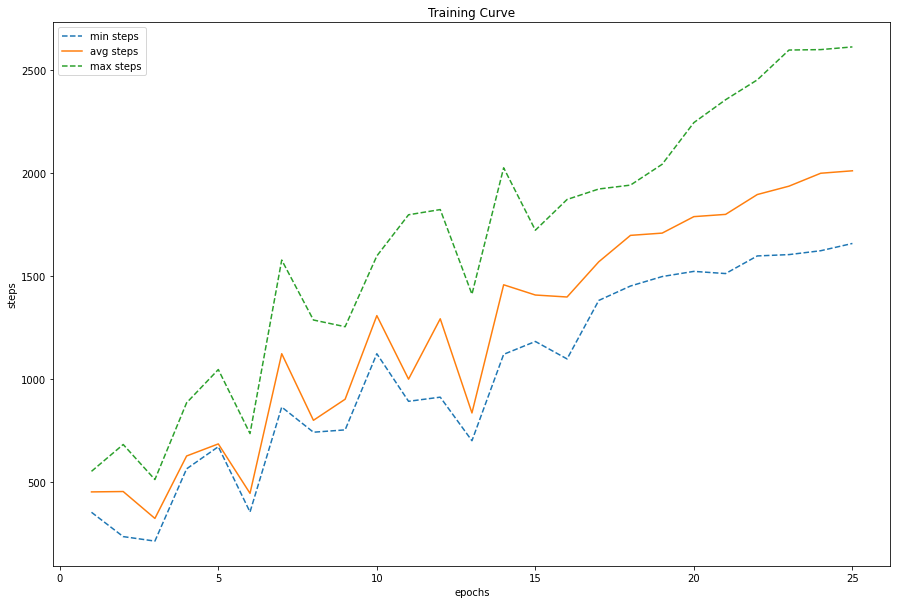 Training Curve
min steps
avg steps
max steps
2500
2000
1500
1000
500
steps
0 5 10 15 20 25
epochs